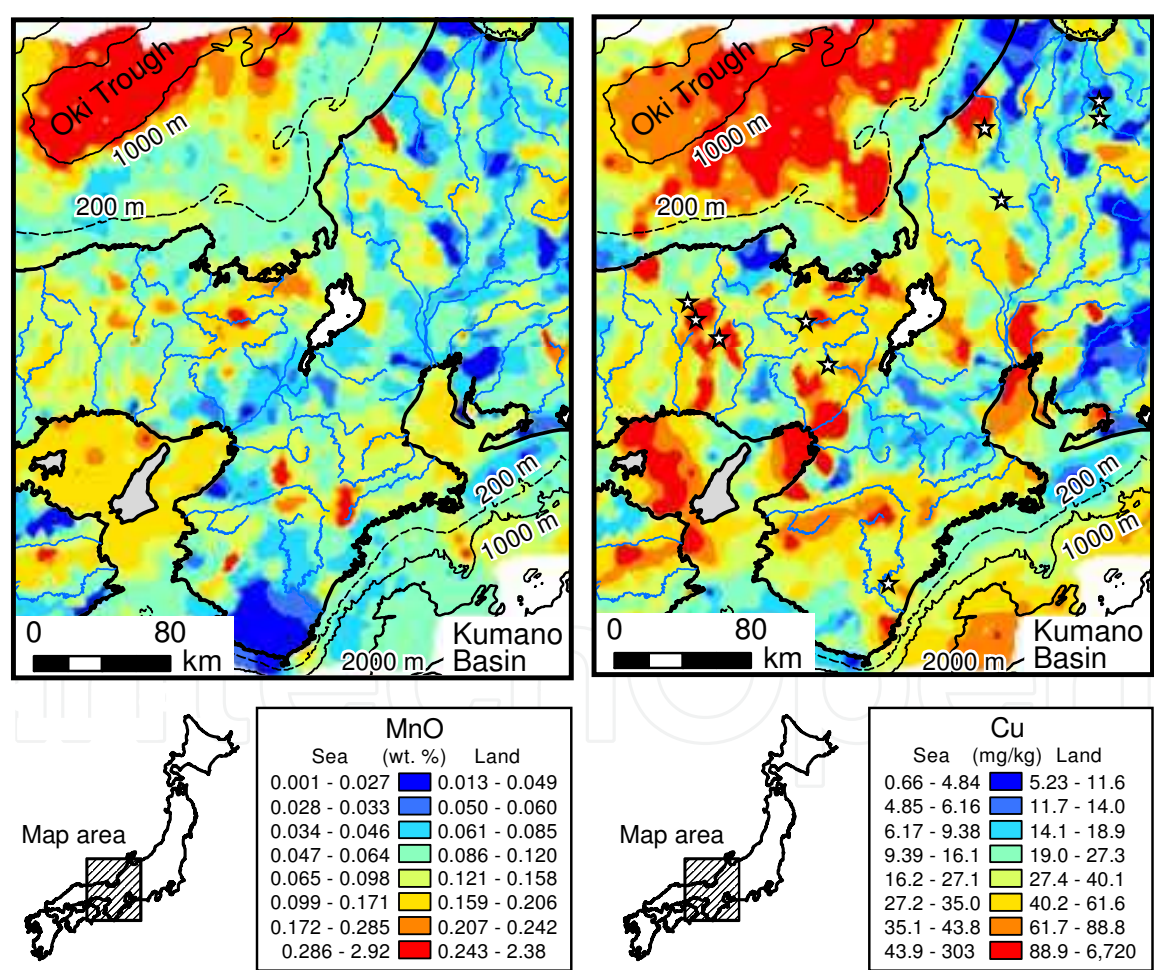 Oki Trough
1000 m
200 m
200 m
1000 m
2000 m
Kumano
Basin
0 80
km
Oki Trough
1000 m
200 m
200 m
1000 m
2000 m
Kumano
Basin
0 80
km
Map area
MnO
Sea (wt. %) Land
0.001 - 0.027 0.013 - 0.049
0.028 - 0.033 0.050 - 0.060
0.034 - 0.046 0.061 - 0.085
0.047 - 0.064 0.086 - 0.120
0.065 - 0.098 0.121 - 0.158
0.099 - 0.171 0.159 - 0.206
0.172 - 0.285 0.207 - 0.242
0.286 - 2.92 0.243 - 2.38
Map area
Cu
Sea (mg/kg) Land
0.66 - 4.84 5.23 - 11.6
4.85 - 6.16 11.7 - 14.0
6.17 - 9.38 14.1 - 18.9
9.39 - 16.1 19.0 - 27.3
16.2 - 27.1 27.4 - 40.1
27.2 - 35.0 40.2 - 61.6
35.1 - 43.8 61.7 - 88.8
43.9 - 303 88.9 - 6,720
IntechOpen